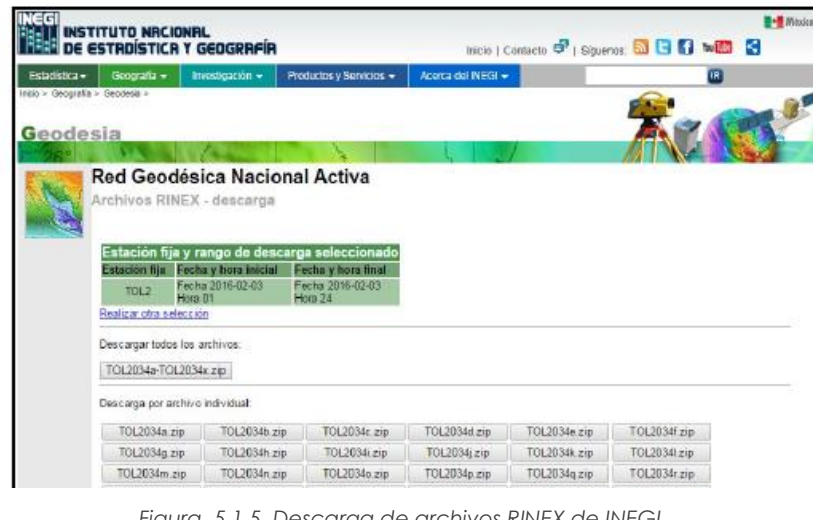 INEGI
INSTITUTO NACIONAL
DE ESTADÍSTICA Y GEOGRAFÍA
México
Inicio | Contacto | Síguenos: You Tube
Estadística Geografía Investigación Productos y Servicios Acerca del INEGI IR
Inicio > Geografía > Geodesia >
Geodesia
26°
Red Geodésica Nacional Activa
Archivos RINEX - descarga
Estación fija y rango de descarga seleccionado
Estación fija Fecha y hora inicial Fecha y hora final
TOL2 Fecha 2016-02-03 Fecha 2016-02-03
Hora 01 Hora 24
Realizar otra selección
Descargar todos los archivos:
TOL2034a-TOL2034x.zip
Descarga por archivo individual:
TOL2034a.zip TOL2034b.zip TOL2034c.zip TOL2034d.zip TOL2034e.zip TOL2034f.zip
TOL2034g.zip TOL2034h.zip TOL2034i.zip TOL2034j.zip TOL2034k.zip TOL2034l.zip
TOL2034m.zip TOL2034n.zip TOL2034o.zip TOL2034p.zip TOL2034q.zip TOL2034r.zip
Figura. 5.1.5. Descarga de archivos RINEX de INEGI